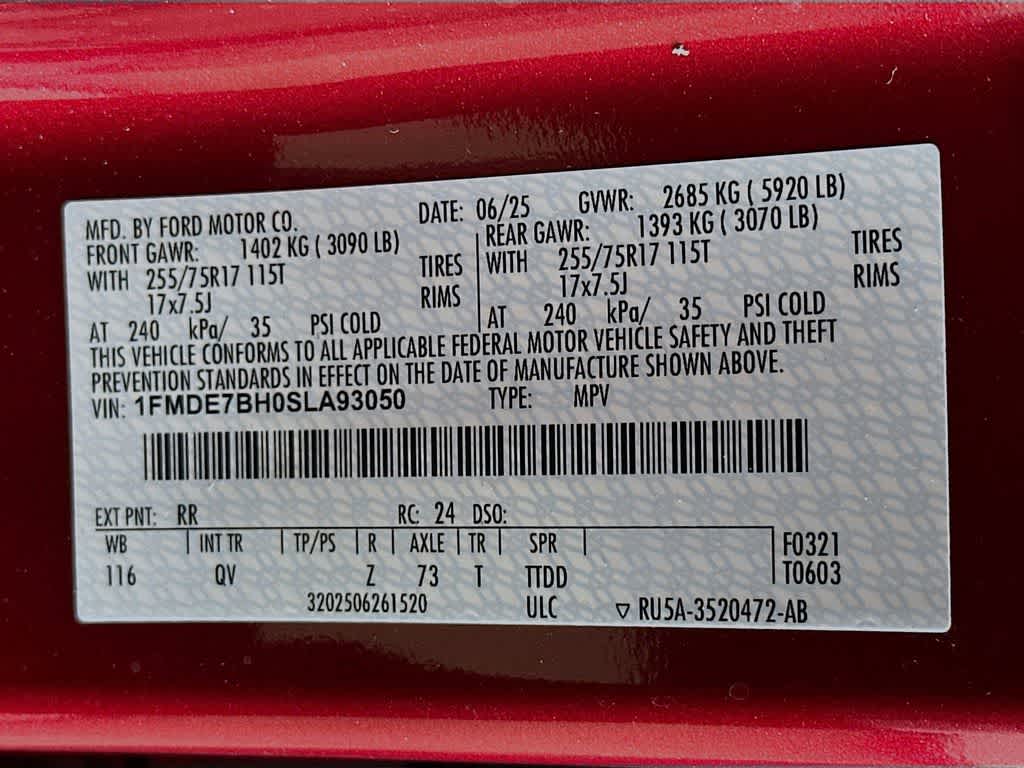 MFD. BY FORD MOTOR CO. DATE: 06/25 GVWR: 2685 KG ( 5920 LB)
FRONT GAWR: 1402 KG ( 3090 LB) REAR GAWR: 1393 KG ( 3070 LB)
WITH 255/75R17 115T TIRES WITH 255/75R17 115T TIRES
17x7.5J RIMS 17x7.5J RIMS
AT 240 kPa/ 35 PSI COLD AT 240 kPa/ 35 PSI COLD
THIS VEHICLE CONFORMS TO ALL APPLICABLE FEDERAL MOTOR VEHICLE SAFETY AND THEFT
PREVENTION STANDARDS IN EFFECT ON THE DATE OF MANUFACTURE SHOWN ABOVE.
VIN: 1FMDE7BH0SLA93050 TYPE: MPV
EXT PNT: RR RC: 24 DSO:
WB INT TR TP/PS R AXLE TR SPR F0321
116 QV Z 73 T TTDD T0603
3202506261520 ULC ▽ RU5A-3520472-AB